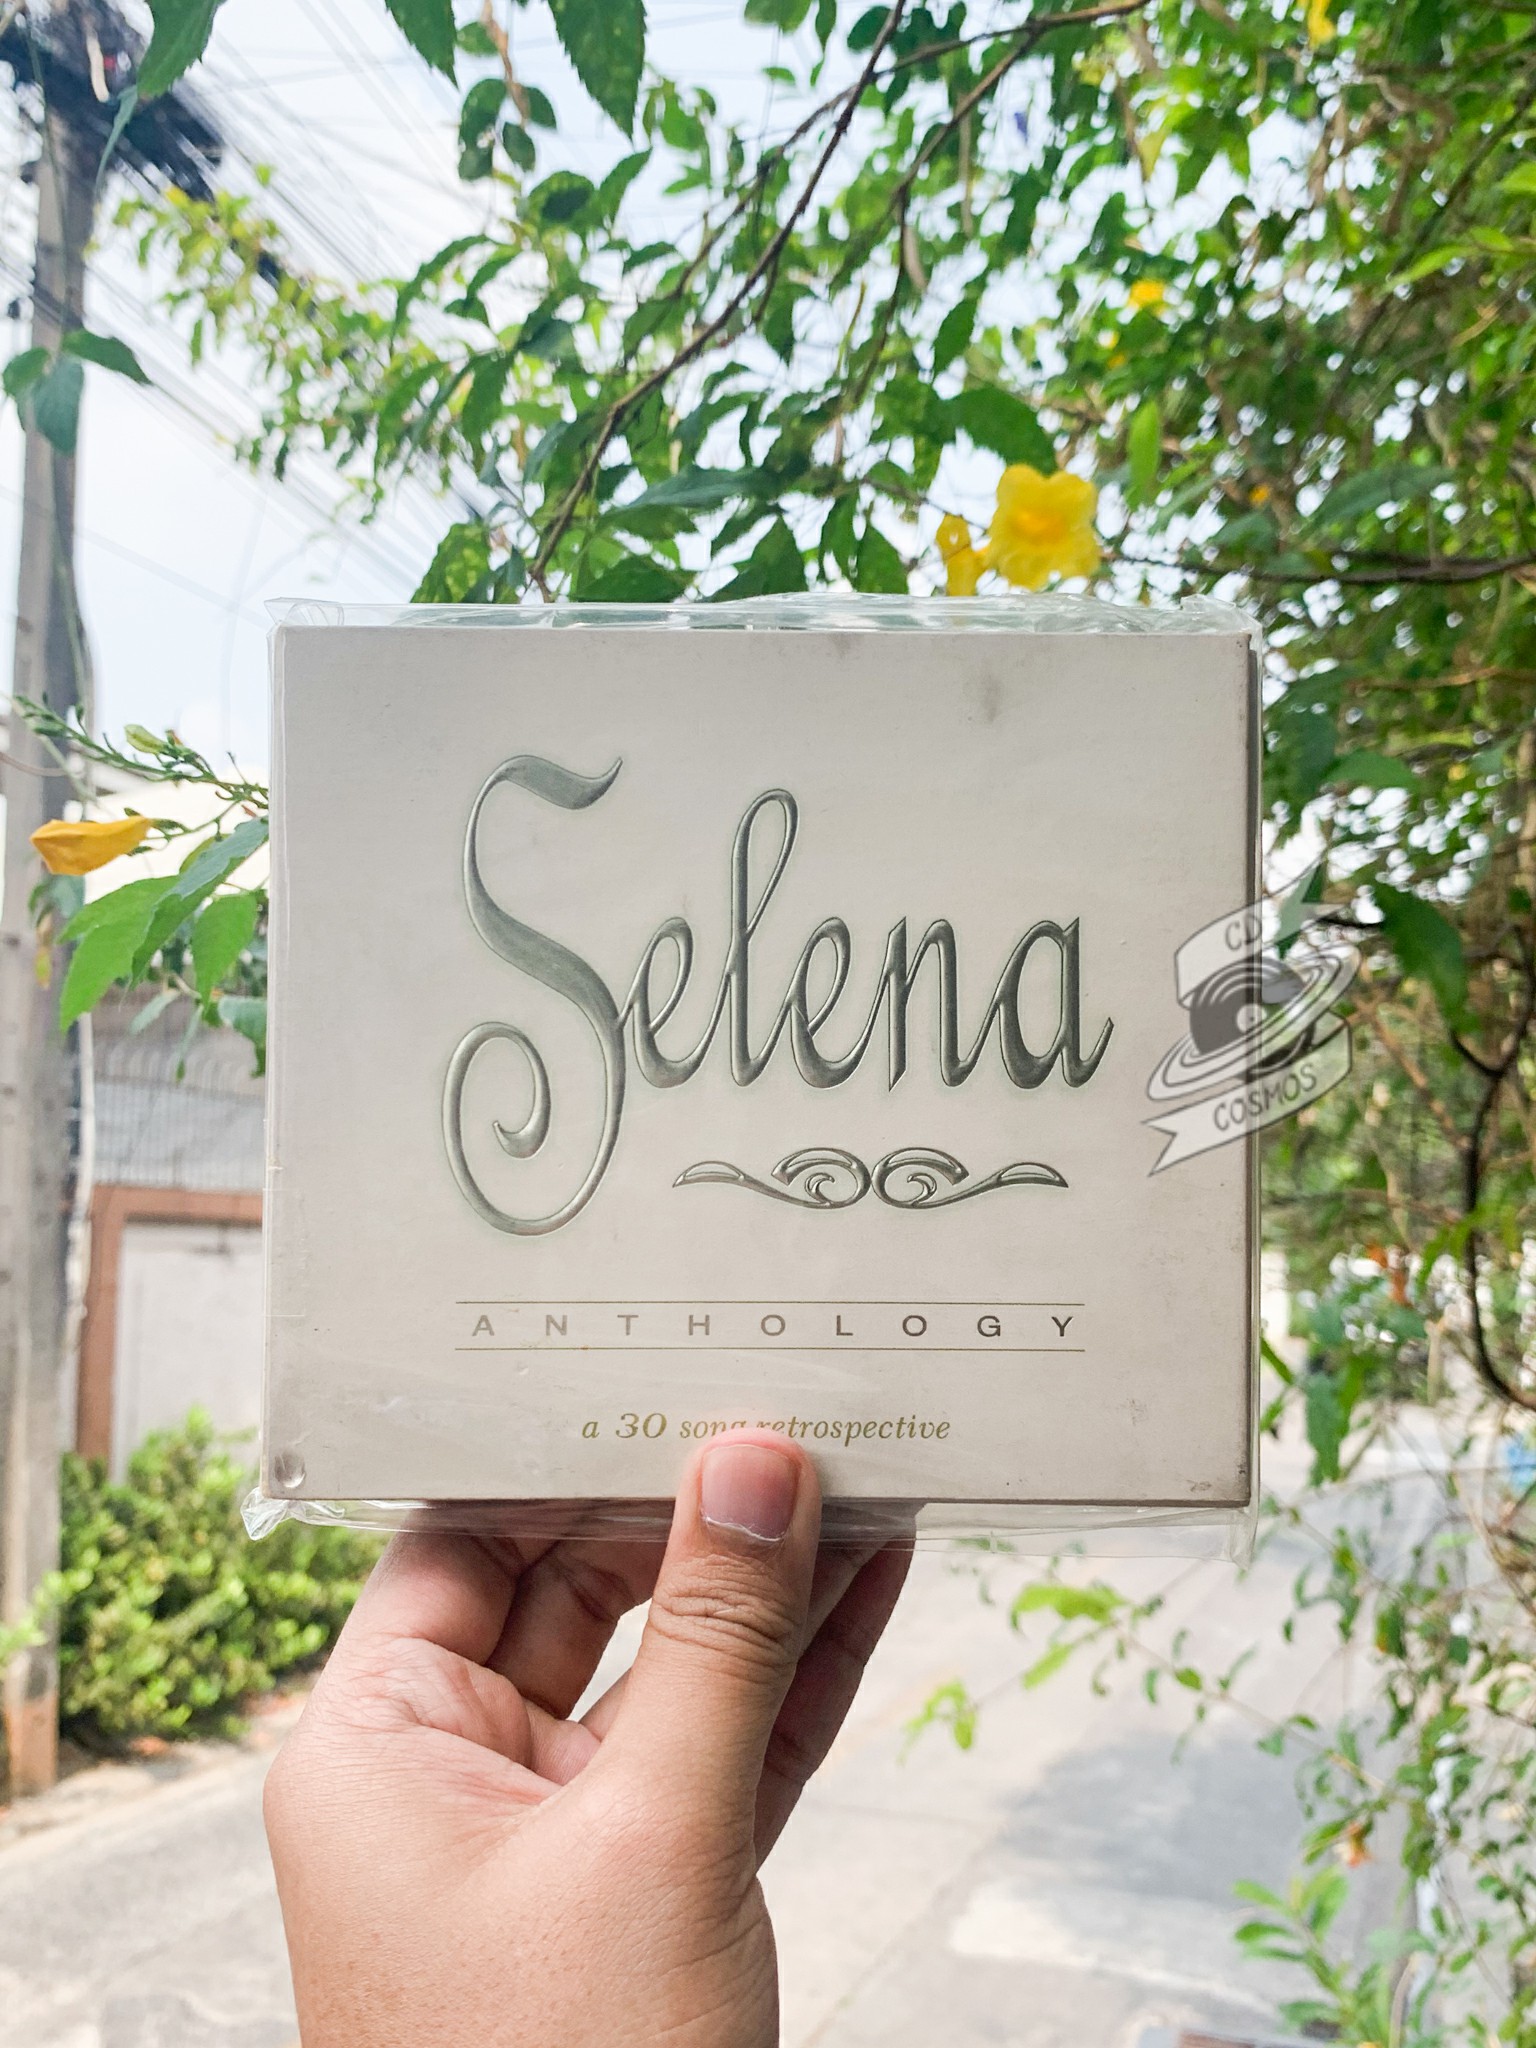 Selena
ANTHOLOGY
a 30 song retrospective
CD
COSMOS